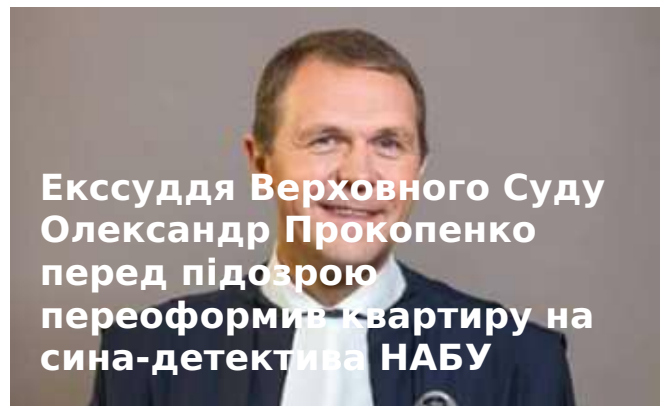 Екссуддя Верховного Суду
Олександр Прокопенко
перед підозрою
переоформив квартиру на
сина-детектива НАБУ